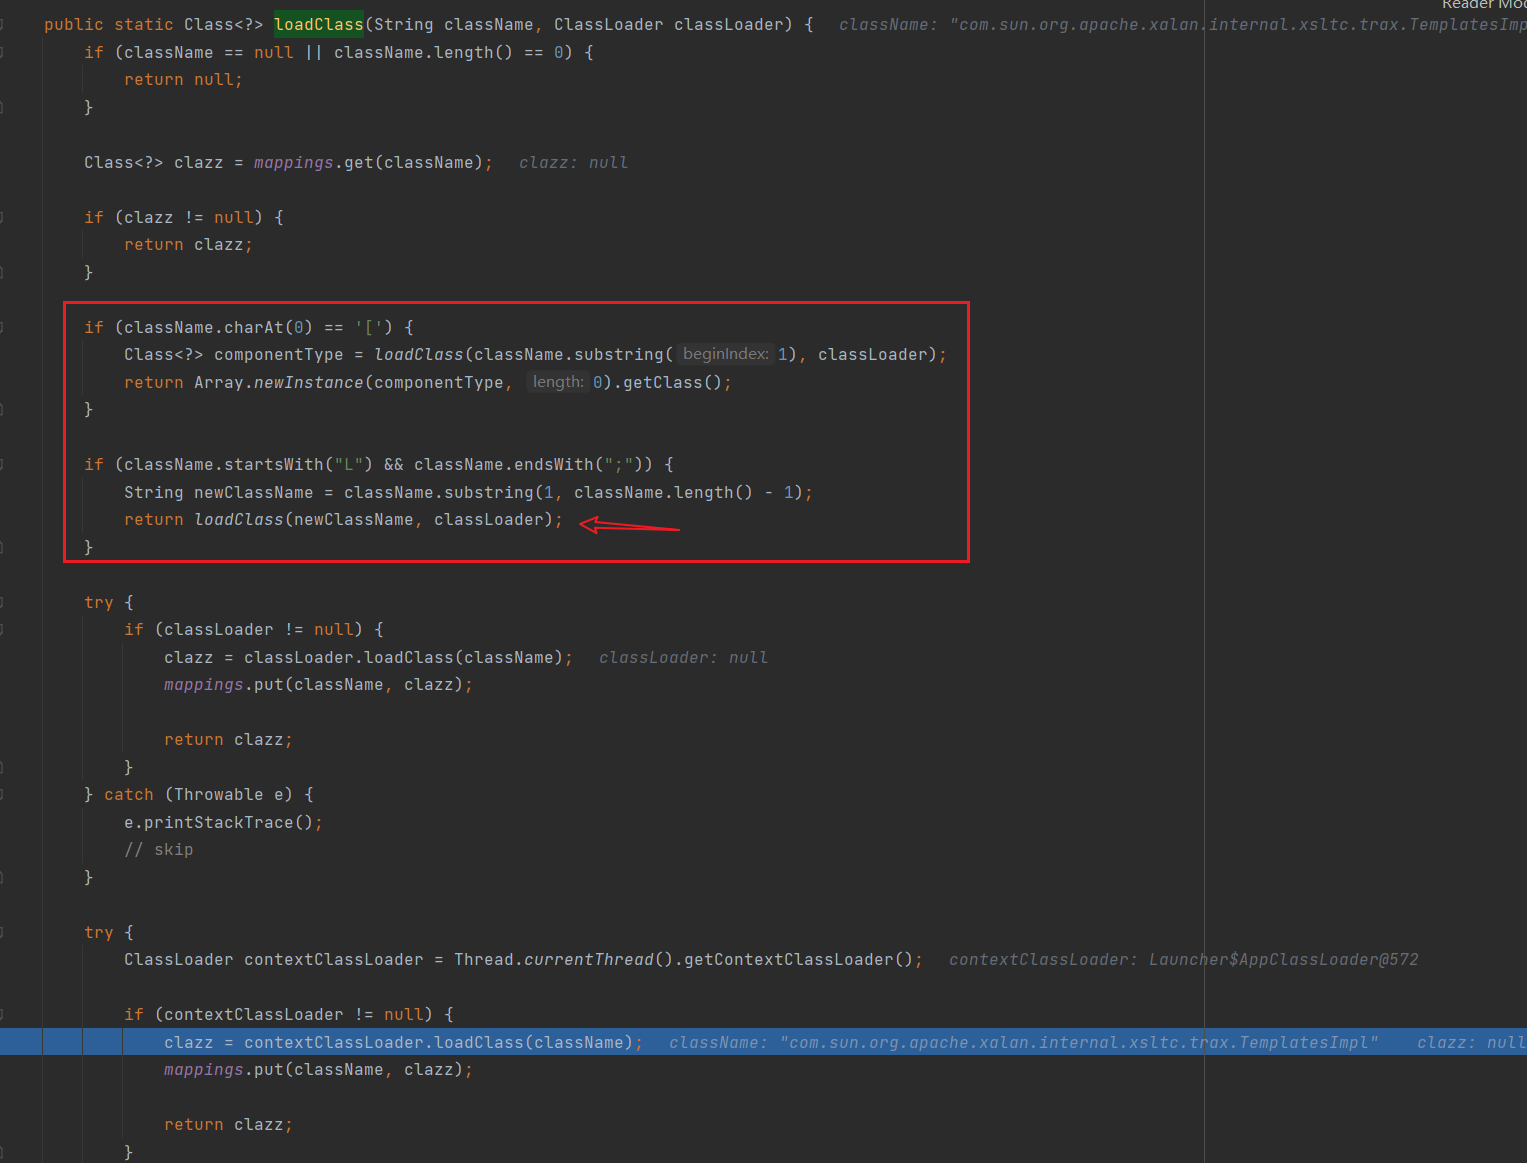 Reader Mod
public static Class<?> loadClass(String className, ClassLoader classLoader) {   className: "com.sun.org.apache.xalan.internal.xsltc.trax.TemplatesImp
    if (className == null || className.length() == 0) {
        return null;
    }

    Class<?> clazz = mappings.get(className);   clazz: null

    if (clazz != null) {
        return clazz;
    }

    if (className.charAt(0) == '[') {
        Class<?> componentType = loadClass(className.substring( beginIndex: 1), classLoader);
        return Array.newInstance(componentType,  length: 0).getClass();
    }

    if (className.startsWith("L") && className.endsWith(";")) {
        String newClassName = className.substring(1, className.length() - 1);
        return loadClass(newClassName, classLoader);
    }

    try {
        if (classLoader != null) {
            clazz = classLoader.loadClass(className);   classLoader: null
            mappings.put(className, clazz);

            return clazz;
        }
    } catch (Throwable e) {
        e.printStackTrace();
        // skip
    }

    try {
        ClassLoader contextClassLoader = Thread.currentThread().getContextClassLoader();   contextClassLoader: Launcher$AppClassLoader@572

        if (contextClassLoader != null) {
            clazz = contextClassLoader.loadClass(className);   className: "com.sun.org.apache.xalan.internal.xsltc.trax.TemplatesImpl"    clazz: null
            mappings.put(className, clazz);

            return clazz;
        }